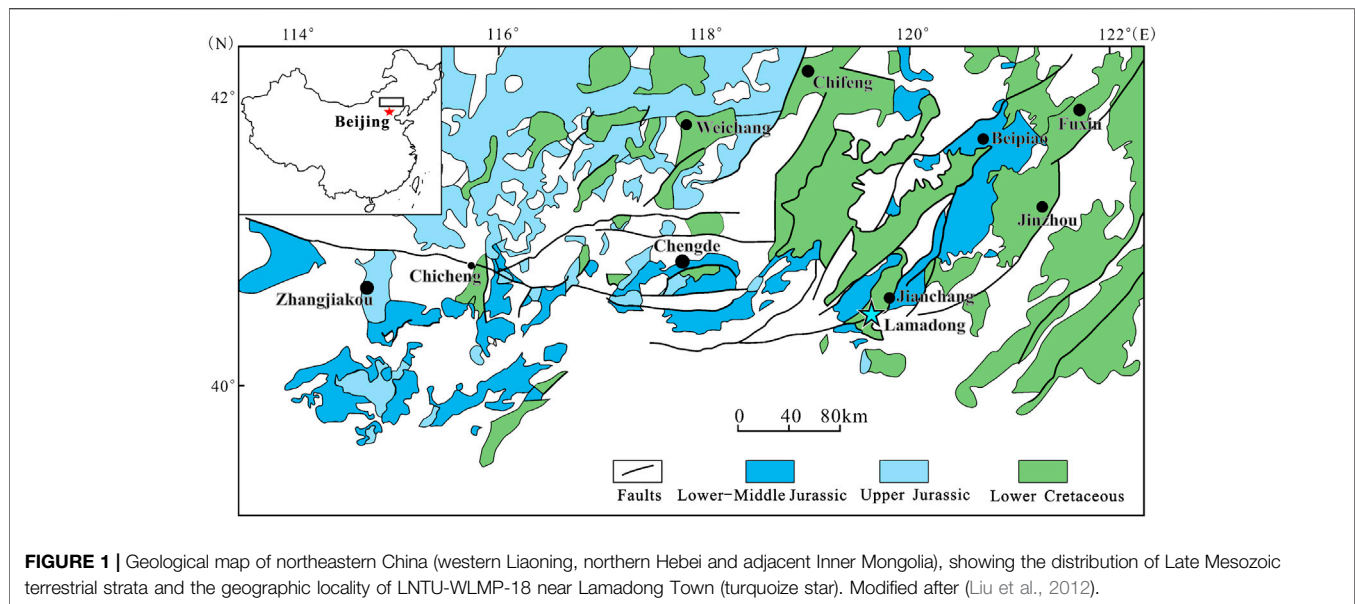 114° 116° 118° 120° 122°(E)
(N)
42°
40°
Beijing
Chifeng
Weichang
Fuxin
Beipiao
Jinzhou
Chengde
Chicheng
Zhangjiakou
Jianchang
Lamadong
0 40 80km
Faults Lower-Middle Jurassic Upper Jurassic Lower Cretaceous
FIGURE 1 | Geological map of northeastern China (western Liaoning, northern Hebei and adjacent Inner Mongolia), showing the distribution of Late Mesozoic
terrestrial strata and the geographic locality of LNTU-WLMP-18 near Lamadong Town (turquoize star). Modified after (Liu et al., 2012).